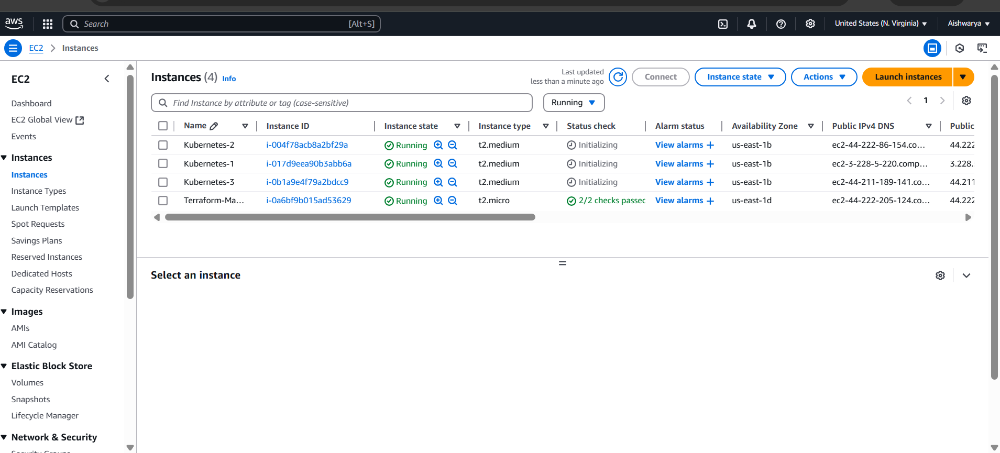 aws
Search [Alt+S]
United States (N. Virginia)
Aishwarya
EC2 > Instances
EC2
Dashboard
EC2 Global View
Events
Instances
Instances
Instance Types
Launch Templates
Spot Requests
Savings Plans
Reserved Instances
Dedicated Hosts
Capacity Reservations
Images
AMIs
AMI Catalog
Elastic Block Store
Volumes
Snapshots
Lifecycle Manager
Network & Security
Security Groups
Instances (4) Info
Last updated
less than a minute ago
Connect
Instance state
Actions
Launch instances
Find Instance by attribute or tag (case-sensitive)
Running
1
Name Instance ID Instance state Instance type Status check Alarm status Availability Zone Public IPv4 DNS Public
Kubernetes-2 i-004f78acb8a2bf29a Running t2.medium Initializing View alarms + us-east-1b ec2-44-222-86-154.co... 44.222
Kubernetes-1 i-017d9eea90b3abb6a Running t2.medium Initializing View alarms + us-east-1b ec2-3-228-5-220.comp... 3.228.
Kubernetes-3 i-0b1a9e4f79a2bdcc9 Running t2.medium Initializing View alarms + us-east-1b ec2-44-211-189-141.co... 44.211
Terraform-Ma... i-0a6bf9b015ad53629 Running t2.micro 2/2 checks passed View alarms + us-east-1d ec2-44-222-205-124.co... 44.222
Select an instance